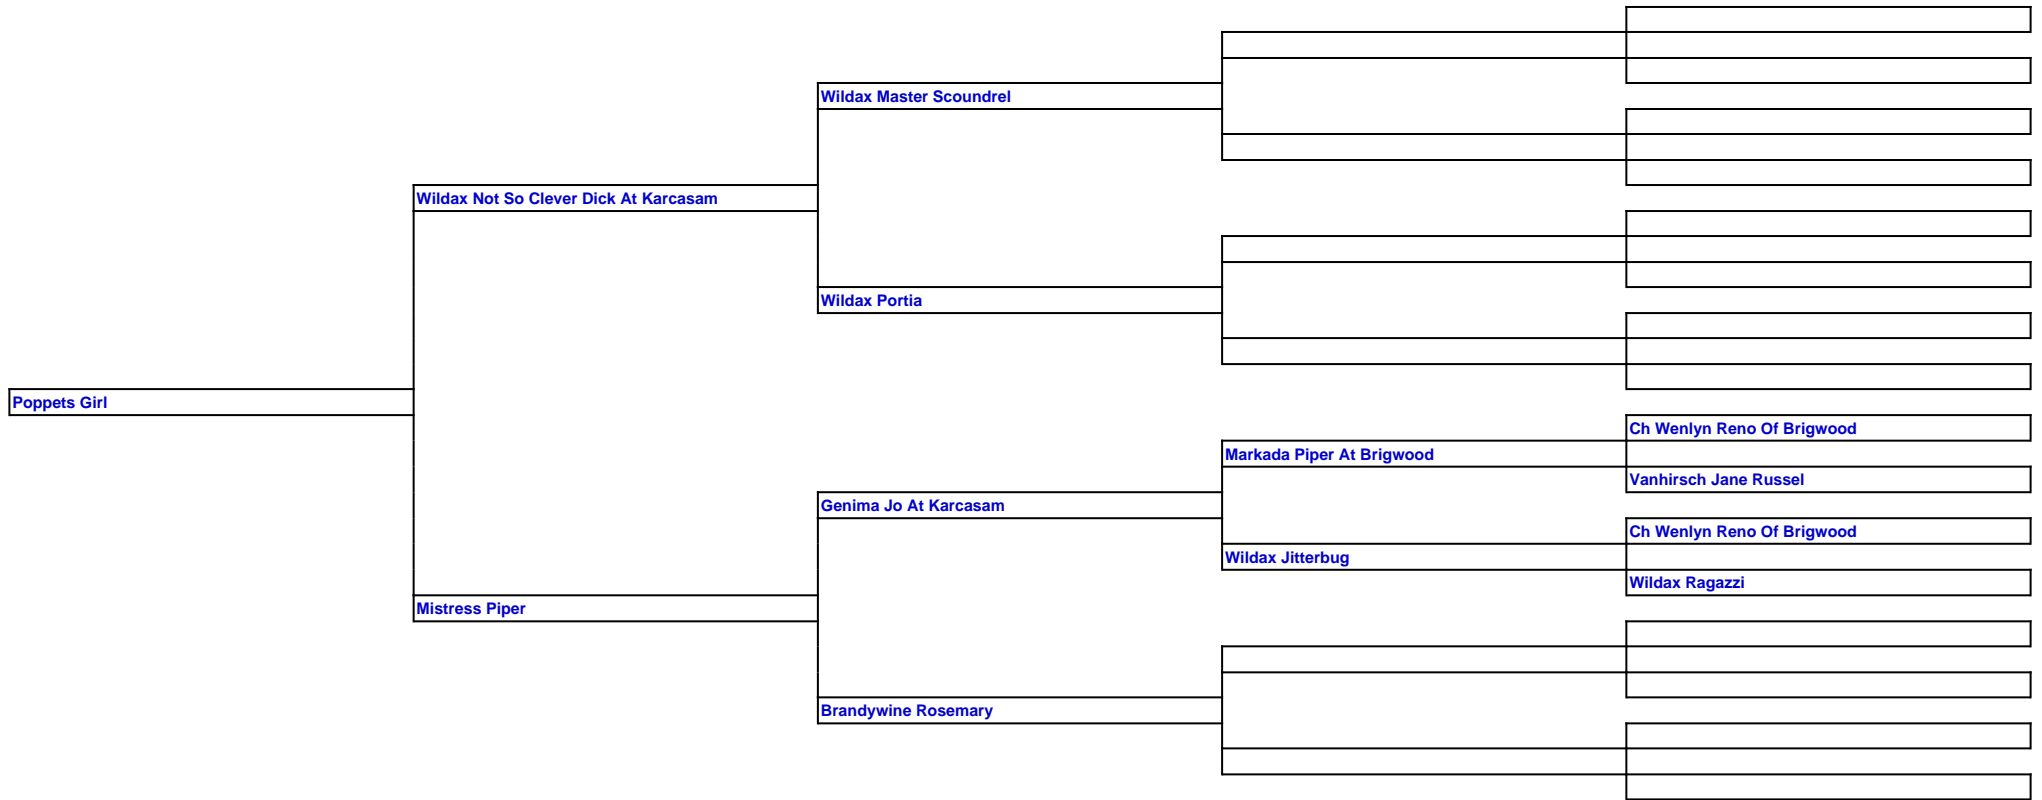 Wildax Master Scoundrel
Wildax Not So Clever Dick At Karcasam
Wildax Portia
Poppets Girl
Ch Wenlyn Reno Of Brigwood
Markada Piper At Brigwood
Vanhirsch Jane Russel
Genima Jo At Karcasam
Ch Wenlyn Reno Of Brigwood
Wildax Jitterbug
Wildax Ragazzi
Mistress Piper
Brandywine Rosemary